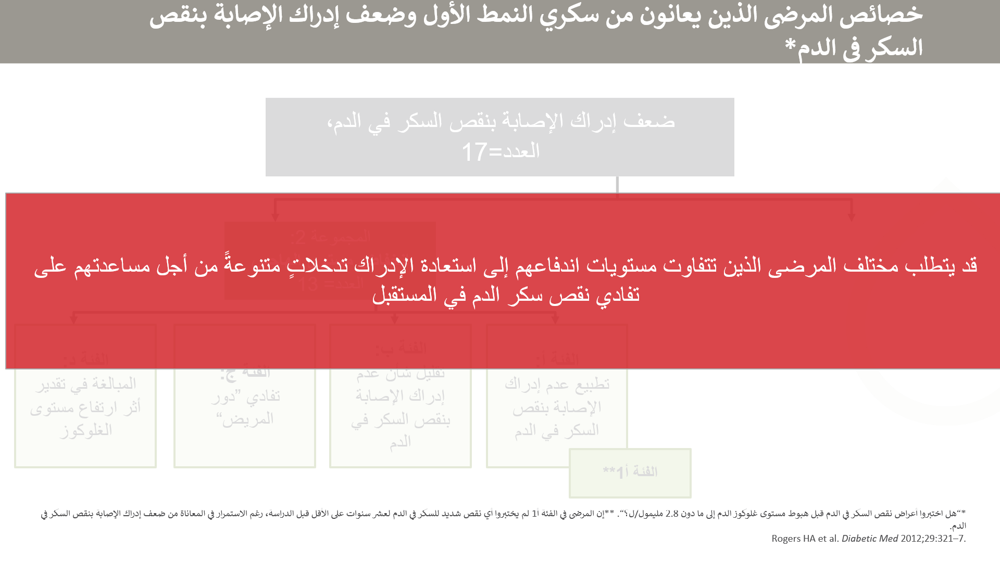 خصائص المرضى الذين يعانون من سكري النمط الأول وضعف إدراك الإصابة بنقص
السكر في الدم*
ضعف إدراك الإصابة بنقص السكر في الدم،
العدد=17
المجموعة 2:
العدد= 13
قد يتطلب مختلف المرضى الذين تتفاوت مستويات اندفاعهم إلى استعادة الإدراك تدخلاتٍ متنوعةً من أجل مساعدتهم على
تفادي نقص سكر الدم في المستقبل
الفئة أ:
تطبيع عدم إدراك
الإصابة بنقص
السكر في الدم
الفئة أ1**
الفئة ب:
تقليل شأن عدم
إدراك الإصابة
بنقص السكر في
الدم
الفئة ج:
تفادي ”دور
المريض“
الفئة د:
المبالغة في تقدير
أثر ارتفاع مستوى
الغلوكوز
*“هل اختبروا أعراض نقص السكر في الدم قبل هبوط مستوى غلوكوز الدم إلى ما دون 2.8 مليمول/ل؟“. **إن المرضى في الفئة أ1 لم يختبروا أي نقص شديد للسكر في الدم لعشر سنوات على الأقل قبل الدراسة، رغم الاستمرار في المعاناة من ضعف إدراك الإصابة بنقص السكر في
الدم.
Rogers HA et al. Diabetic Med 2012;29:321–7.